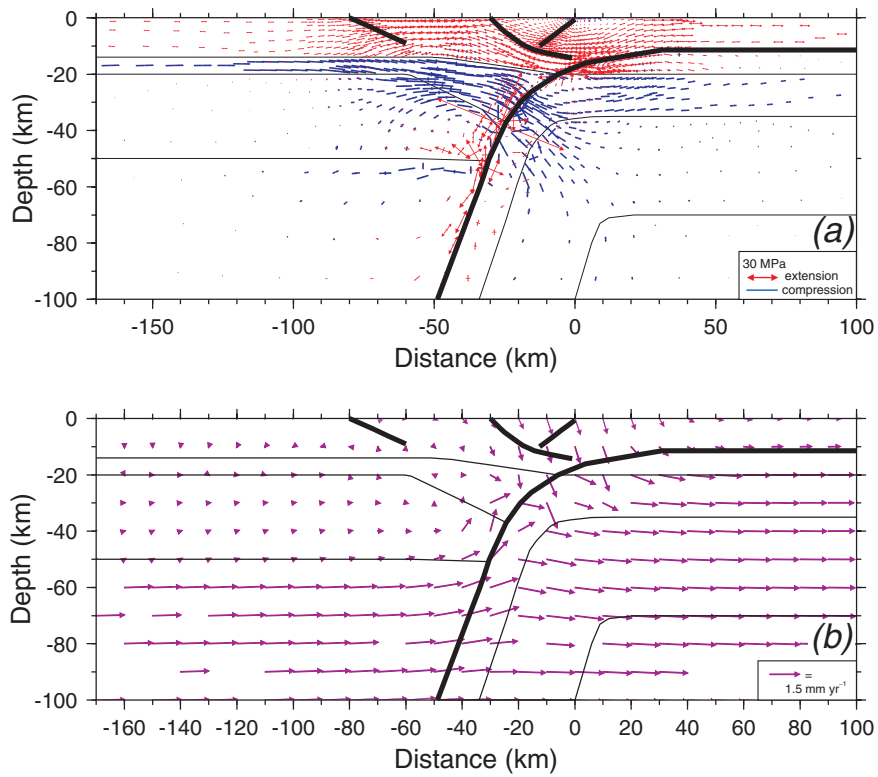 0
-20
-40
-60
-80
-100
Depth (km)
-150 -100 -50 0 50 100
Distance (km)
(a)
30 MPa
extension
compression
0
-20
-40
-60
-80
-100
Depth (km)
-160 -140 -120 -100 -80 -60 -40 -20 0 20 40 60 80 100
Distance (km)
(b)
=
1.5 mm yr⁻¹